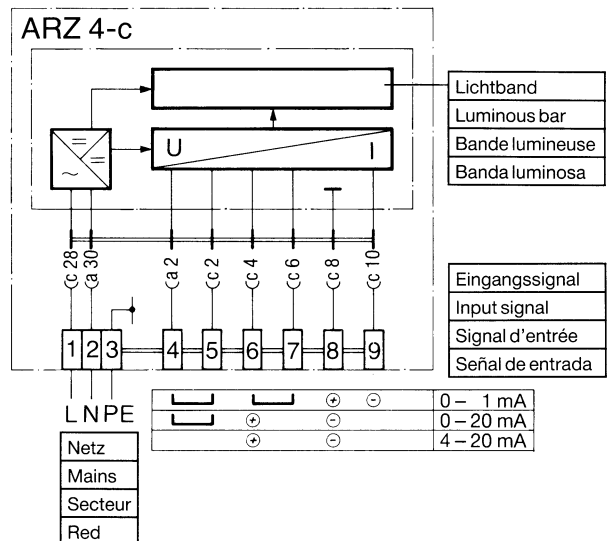 ARZ 4-c
U I
Lichtband
Luminous bar
Bande lumineuse
Banda luminosa
c 28
a 30
a 2
c 2
c 4
c 6
c 8
c 10
Eingangssignal
Input signal
Signal d'entrée
Señal de entrada
1 2 3 4 5 6 7 8 9
L N PE
+ - 0 – 1 mA
+ - 0 – 20 mA
+ - 4 – 20 mA
Netz
Mains
Secteur
Red